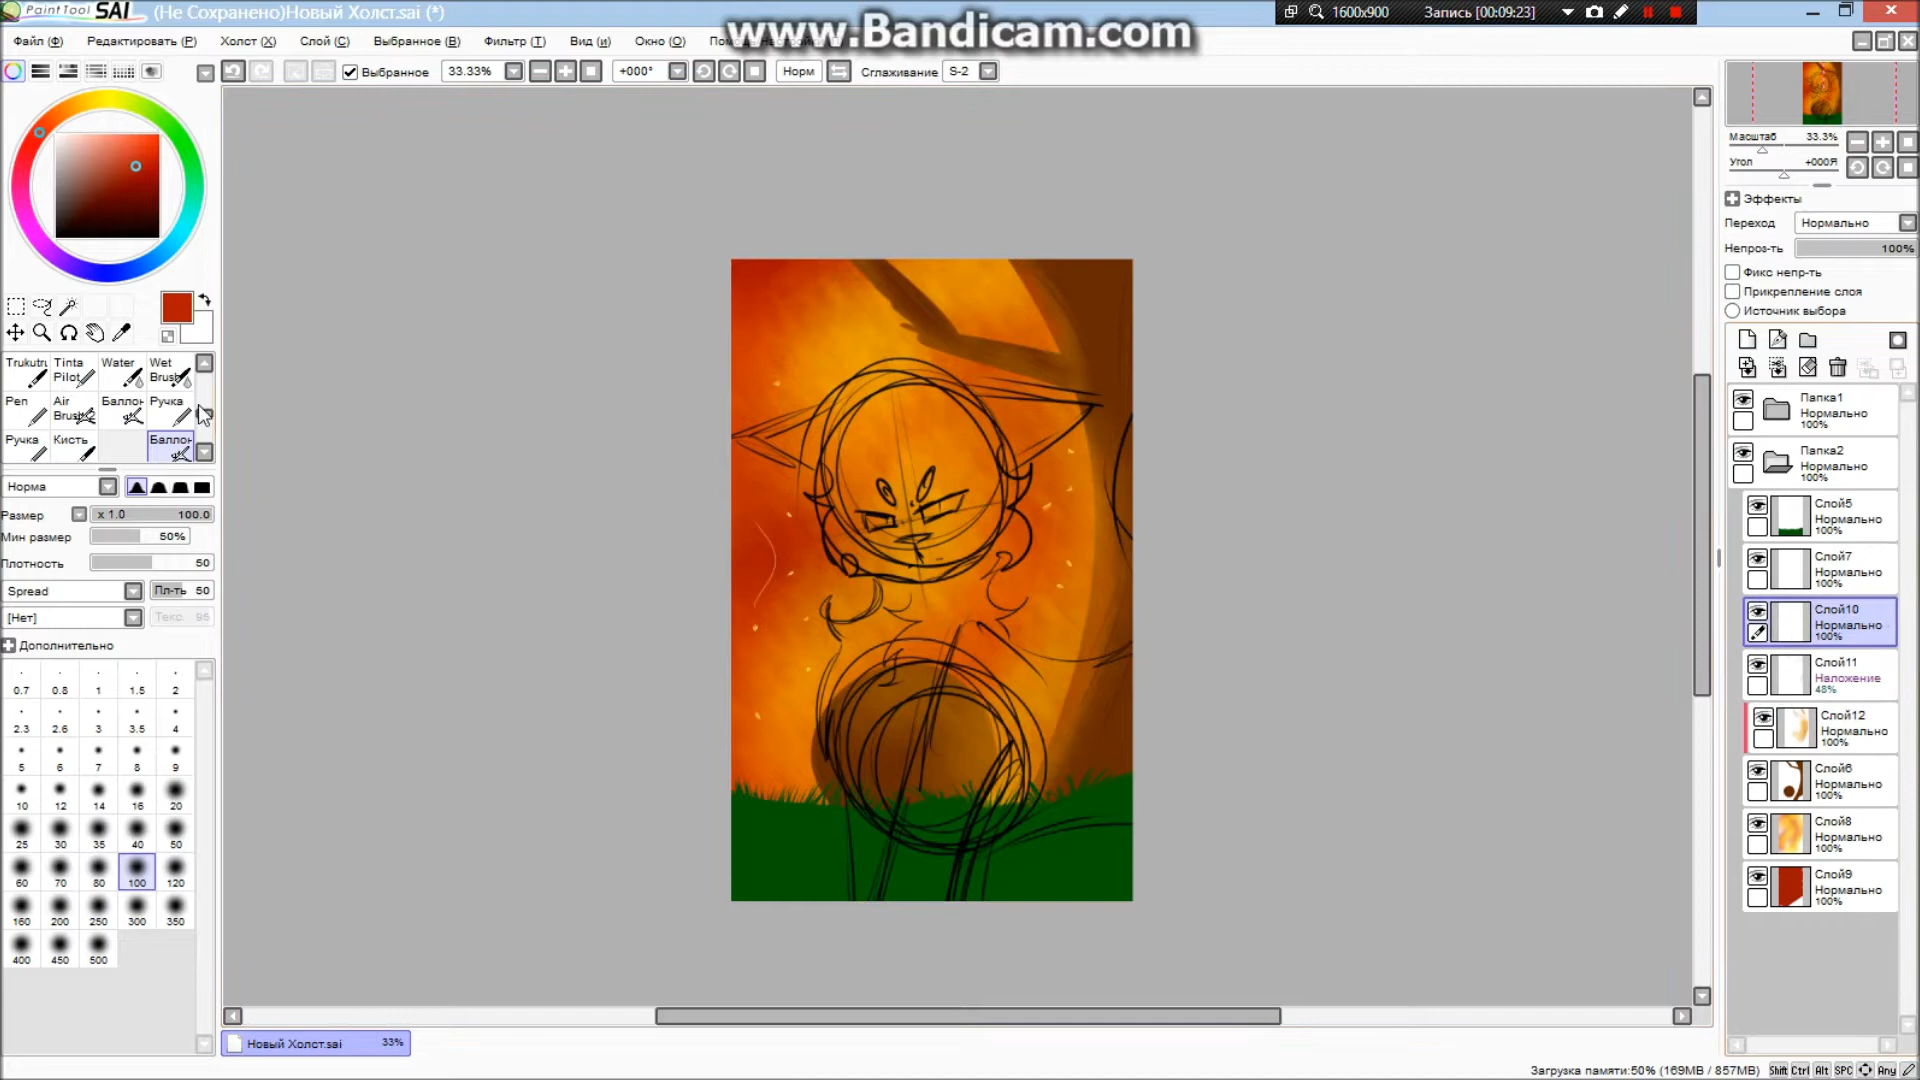 PaintTool SAI (Не Сохранено)Новый Холст.sai (*)
www.Bandicam.com
1600x900 Запись [00:09:23]
Файл (Ф) Редактировать (Р) Холст (Х) Слой (С) Выбранное (В) Фильтр (Т) Вид (и) Окно (О)
Выбранное 33.33% +000° Норм Сглаживание S-2
Масштаб 33.3%
Угол +000Я
Эффекты
Переход Нормально
Непроз-ть 100%
Фикс непр-ть
Прикрепление слоя
Источник выбора
Trukutru Tinta Pilot Water Wet Brush
Pen Air Brush 2 Баллон Ручка
Ручка Кисть Баллон
Норма
Размер x 1.0 100.0
Мин размер 50%
Плотность 50
Spread Пл-ть 50
[Нет] Текс. 95
Дополнительно
0.7 0.8 1 1.5 2
2.3 2.6 3 3.5 4
5 6 7 8 9
10 12 14 16 20
25 30 35 40 50
60 70 80 100 120
160 200 250 300 350
400 450 500
Папка1
Нормально
100%
Папка2
Нормально
100%
Слой5
Нормально
100%
Слой7
Нормально
100%
Слой10
Нормально
100%
Слой11
Наложение
48%
Слой12
Нормально
100%
Слой6
Нормально
100%
Слой8
Нормально
100%
Слой9
Нормально
100%
Новый Холст.sai 33%
Загрузка памяти:50% (169MB / 857MB) Shift Ctrl Alt SPC Any